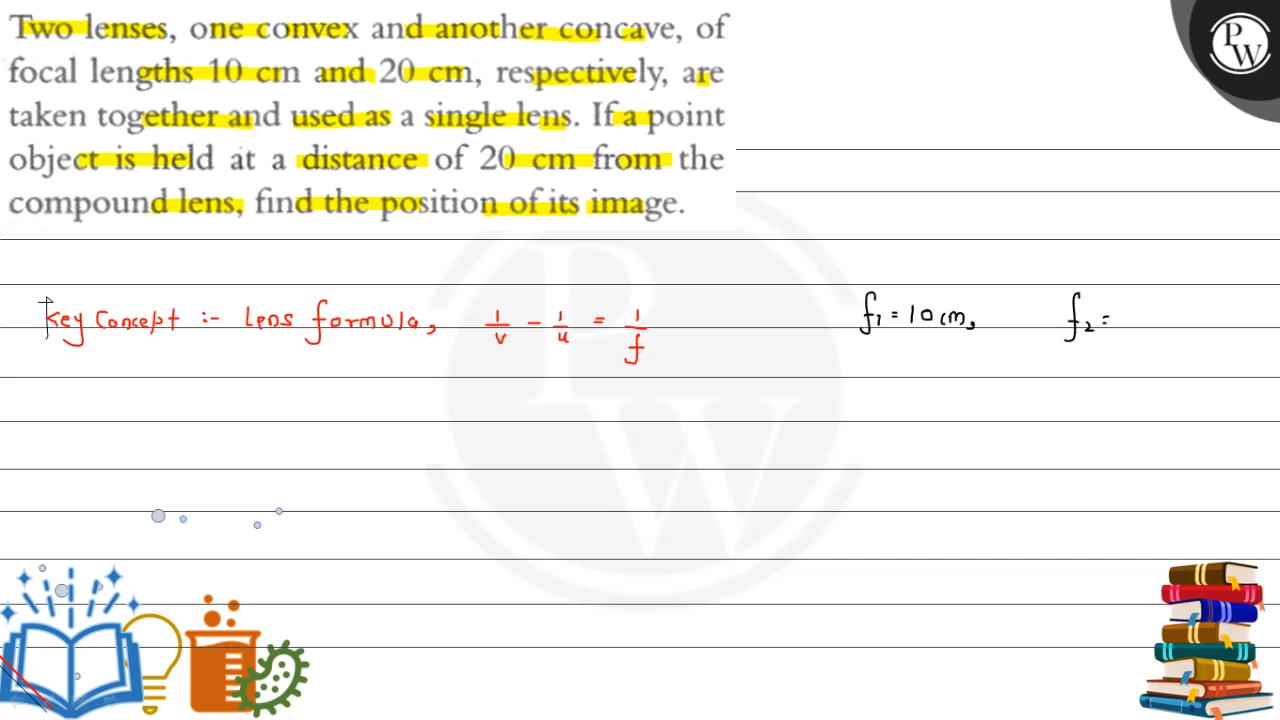 Two lenses, one convex and another concave, of
focal lengths 10 cm and 20 cm, respectively, are
taken together and used as a single lens. If a point
object is held at a distance of 20 cm from the
compound lens, find the position of its image.
Key Concept :- Lens formula, 1/v - 1/u = 1/f
f₁ = 10 cm, f₂ =
PW
PW